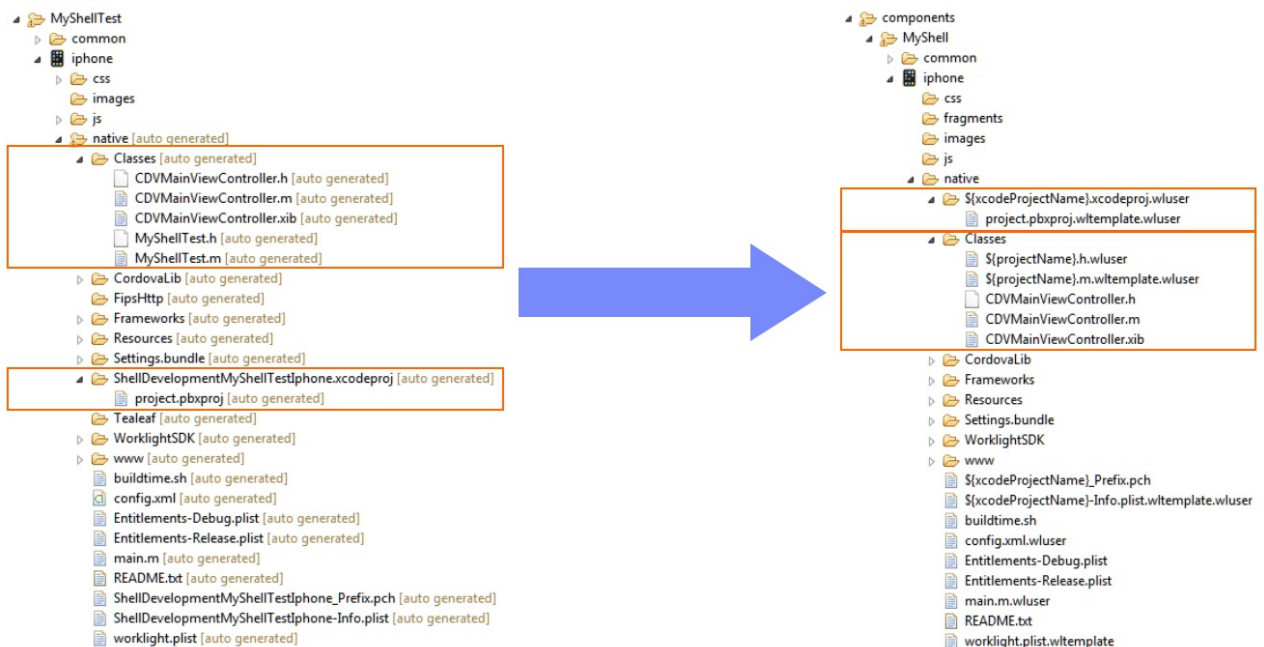 MyShellTest
common
iphone
css
images
js
native [auto generated]
Classes [auto generated]
CDVMainViewController.h [auto generated]
CDVMainViewController.m [auto generated]
CDVMainViewController.xib [auto generated]
MyShellTest.h [auto generated]
MyShellTest.m [auto generated]
CordovaLib [auto generated]
FipsHttp [auto generated]
Frameworks [auto generated]
Resources [auto generated]
Settings.bundle [auto generated]
ShellDevelopmentMyShellTestIphone.xcodeproj [auto generated]
project.pbxproj [auto generated]
Tealeaf [auto generated]
WorklightSDK [auto generated]
www [auto generated]
buildtime.sh [auto generated]
config.xml [auto generated]
Entitlements-Debug.plist [auto generated]
Entitlements-Release.plist [auto generated]
main.m [auto generated]
README.txt [auto generated]
ShellDevelopmentMyShellTestIphone_Prefix.pch [auto generated]
ShellDevelopmentMyShellTestIphone-Info.plist [auto generated]
worklight.plist [auto generated]
components
MyShell
common
iphone
css
fragments
images
js
native
${xcodeProjectName}.xcodeproj.wluser
project.pbxproj.wltemplate.wluser
Classes
${projectName}.h.wluser
${projectName}.m.wltemplate.wluser
CDVMainViewController.h
CDVMainViewController.m
CDVMainViewController.xib
CordovaLib
Frameworks
Resources
Settings.bundle
WorklightSDK
www
${xcodeProjectName}_Prefix.pch
${xcodeProjectName}-Info.plist.wltemplate.wluser
buildtime.sh
config.xml.wluser
Entitlements-Debug.plist
Entitlements-Release.plist
main.m.wluser
README.txt
worklight.plist.wltemplate